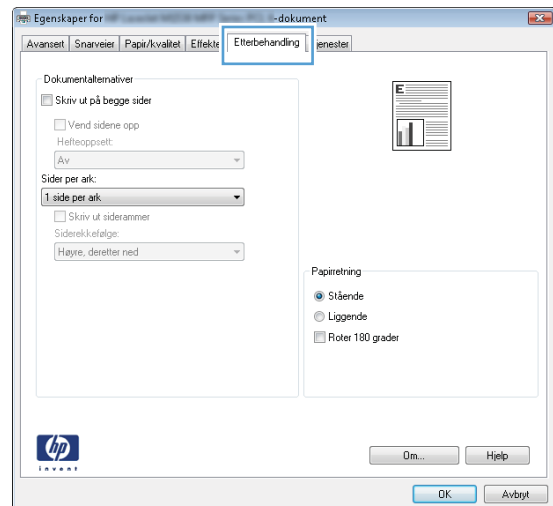 Egenskaper for -dokument
Avansert Snarveier Papir/kvalitet Effekte Etterbehandling jenester
Dokumentalternativer
Skriv ut på begge sider
Vend sidene opp
Hefteoppsett:
Av
Sider per ark:
1 side per ark
Skriv ut siderammer
Siderekkefølge:
Høyre, deretter ned
E
Papirretning
Stående
Liggende
Roter 180 grader
hp
invent
Om... Hjelp
OK Avbryt